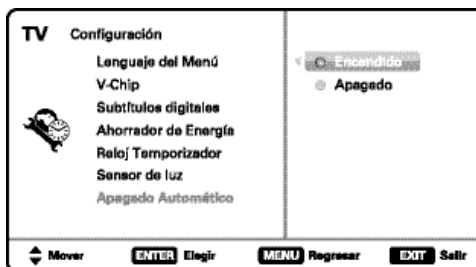 TV Configuración
Lenguaje del Menú
V-Chip
Subtítulos digitales
Ahorrador de Energía
Reloj Temporizador
Sensor de luz
Apagado Automático
Encendido
Apagado
Mover ENTER Elegir MENU Regresar EXIT Salir